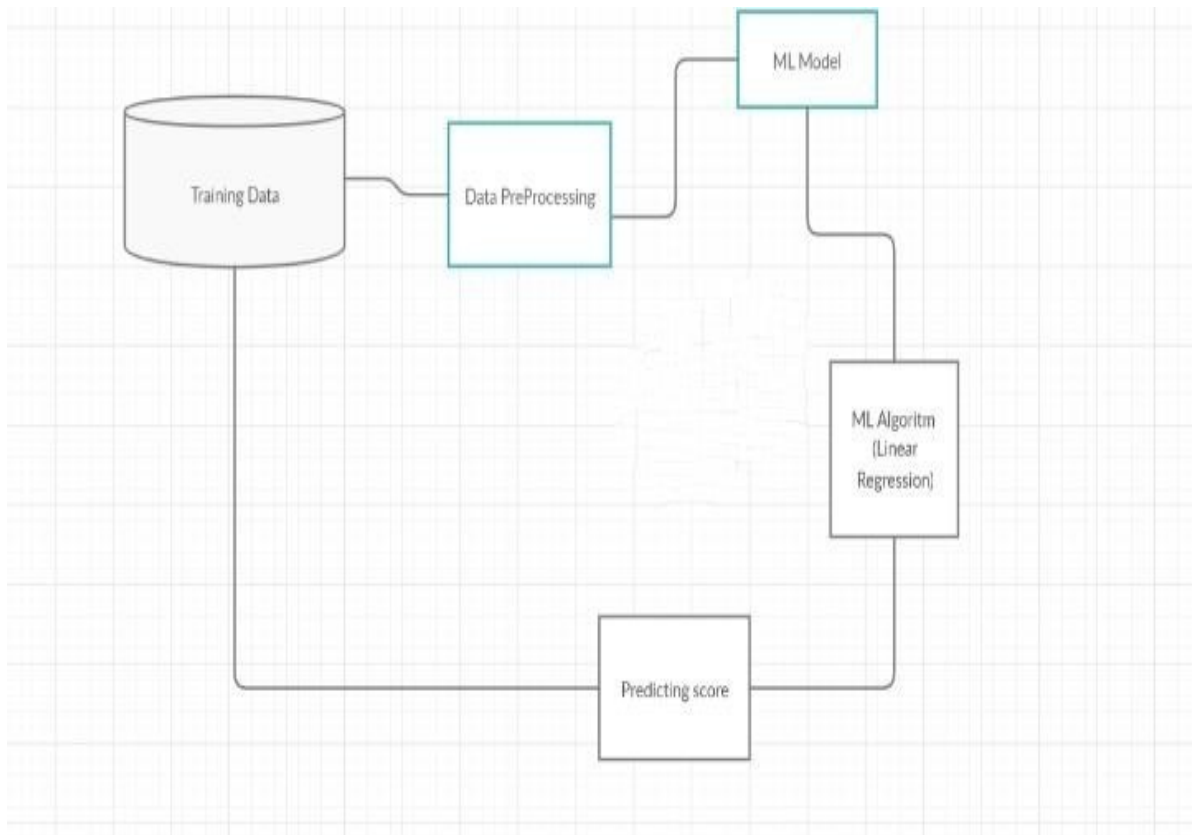 ML Model
Training Data
Data PreProcessing
ML Algoritm
(Linear
Regression)
Predicting score